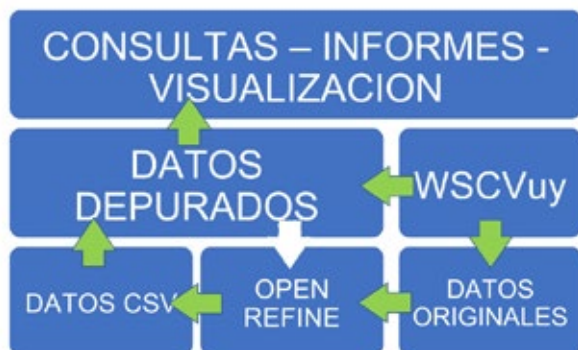 CONSULTAS – INFORMES -
VISUALIZACION
DATOS
DEPURADOS
WSCVuy
DATOS CSV
OPEN
REFINE
DATOS
ORIGINALES